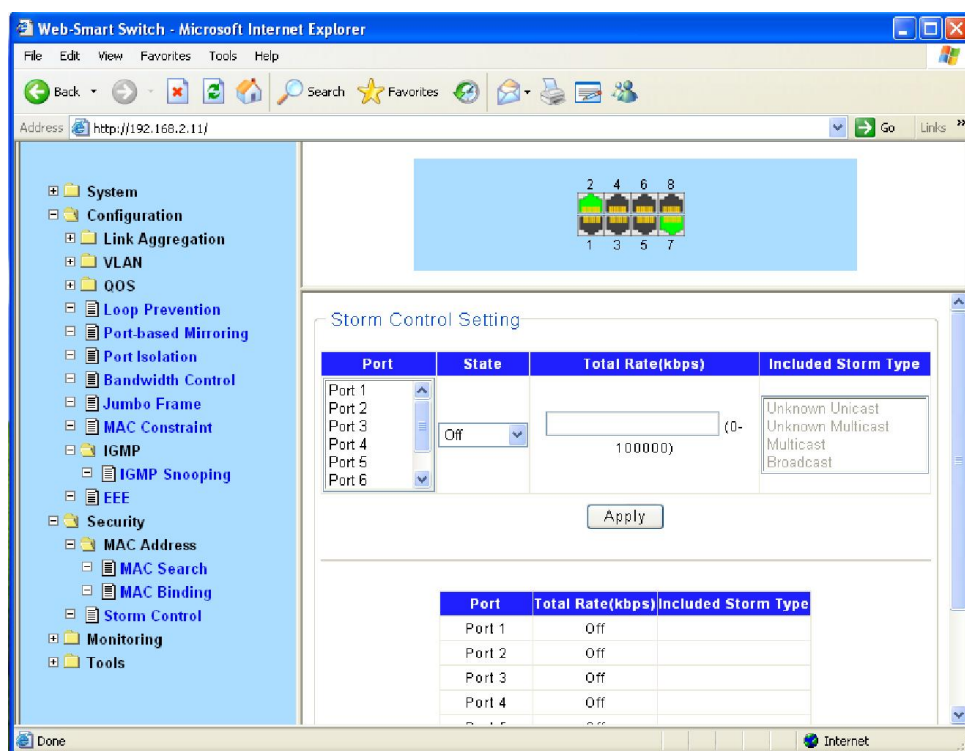 Web-Smart Switch - Microsoft Internet Explorer
File Edit View Favorites Tools Help
Back Search Favorites
Address http://192.168.2.11/ Go Links »
System
Configuration
Link Aggregation
VLAN
QOS
Loop Prevention
Port-based Mirroring
Port Isolation
Bandwidth Control
Jumbo Frame
MAC Constraint
IGMP
IGMP Snooping
EEE
Security
MAC Address
MAC Search
MAC Binding
Storm Control
Monitoring
Tools
2 4 6 8
1 3 5 7
Storm Control Setting
Port State Total Rate(kbps) Included Storm Type
Port 1
Port 2
Port 3
Port 4
Port 5
Port 6
Off
(0-
100000)
Unknown Unicast
Unknown Multicast
Multicast
Broadcast
Apply
Port Total Rate(kbps) Included Storm Type
Port 1 Off
Port 2 Off
Port 3 Off
Port 4 Off
Done Internet